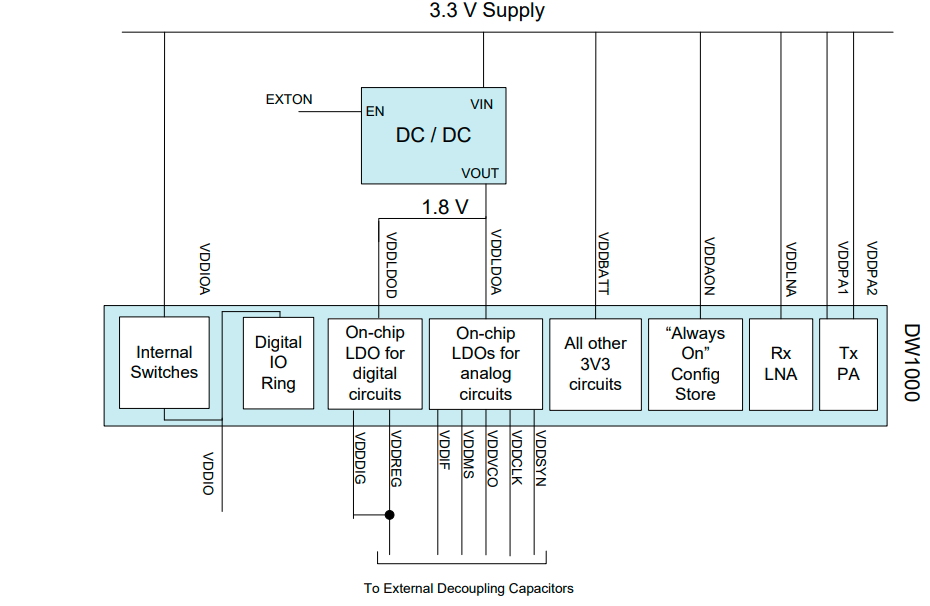 3.3 V Supply
EXTON
EN
VIN
DC / DC
VOUT
1.8 V
VDDIOA
VDDLDOD
VDDLDOA
VDDBATT
VDDAON
VDDLNA
VDDPA1
VDDPA2
Internal
Switches
Digital
IO
Ring
On-chip
LDO for
digital
circuits
On-chip
LDOs for
analog
circuits
All other
3V3
circuits
“Always
On”
Config
Store
Rx
LNA
Tx
PA
DW1000
VDDIO
VDDDIG
VDDREG
VDDIF
VDDMS
VDDVCO
VDDCLK
VDDSYN
To External Decoupling Capacitors